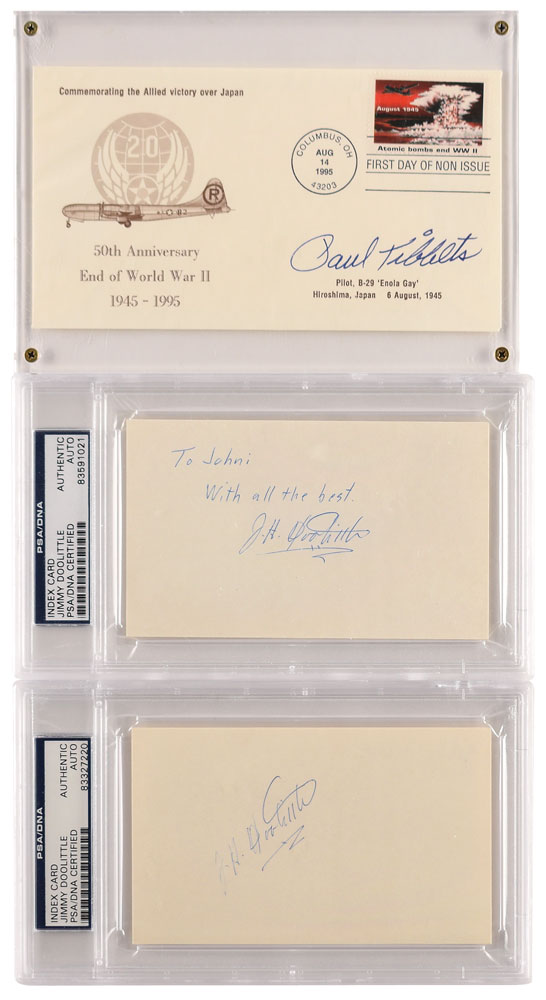 Commemorating the Allied victory over Japan
20
R
82
50th Anniversary
End of World War II
1945 - 1995
COLUMBUS, OH
AUG
14
1995
43203
August 1945
Atomic bombs end WW II
FIRST DAY OF NON ISSUE
Paul Tibbets
Pilot, B-29 'Enola Gay'
Hiroshima, Japan 6 August, 1945
PSA/DNA
INDEX CARD AUTHENTIC
JIMMY DOOLITTLE AUTO
PSA/DNA CERTIFIED 83591021
To Johni
With all the best.
J.H. Doolittle
PSA/DNA
INDEX CARD AUTHENTIC
JIMMY DOOLITTLE AUTO
PSA/DNA CERTIFIED 83327220
J.H. Doolittle